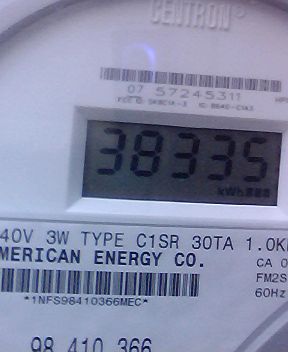 CENTRON®
07 57245311
38335
kWh
40V 3W TYPE C1SR 30TA 1.0K
MERICAN ENERGY CO.
CA 0
FM2S
60Hz
*1NFS98410366MEC*
98 410 366